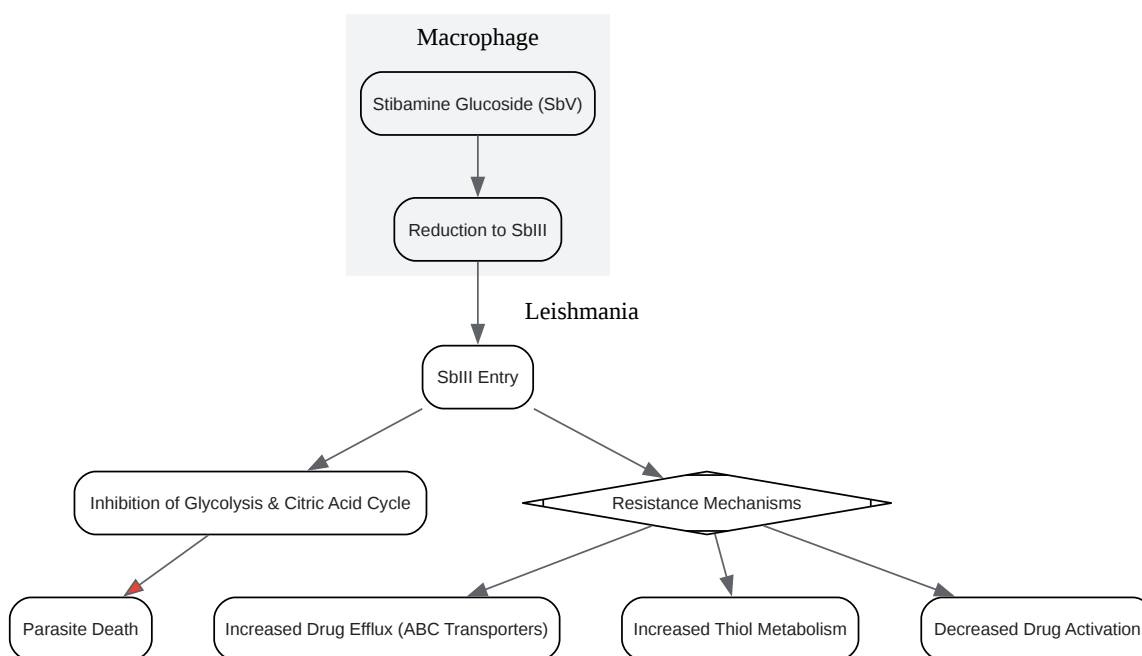 Macrophage
Stibamine Glucoside (SbV)
Reduction to SbIII
Leishmania
SbIII Entry
Inhibition of Glycolysis & Citric Acid Cycle
Resistance Mechanisms
Parasite Death
Increased Drug Efflux (ABC Transporters)
Increased Thiol Metabolism
Decreased Drug Activation